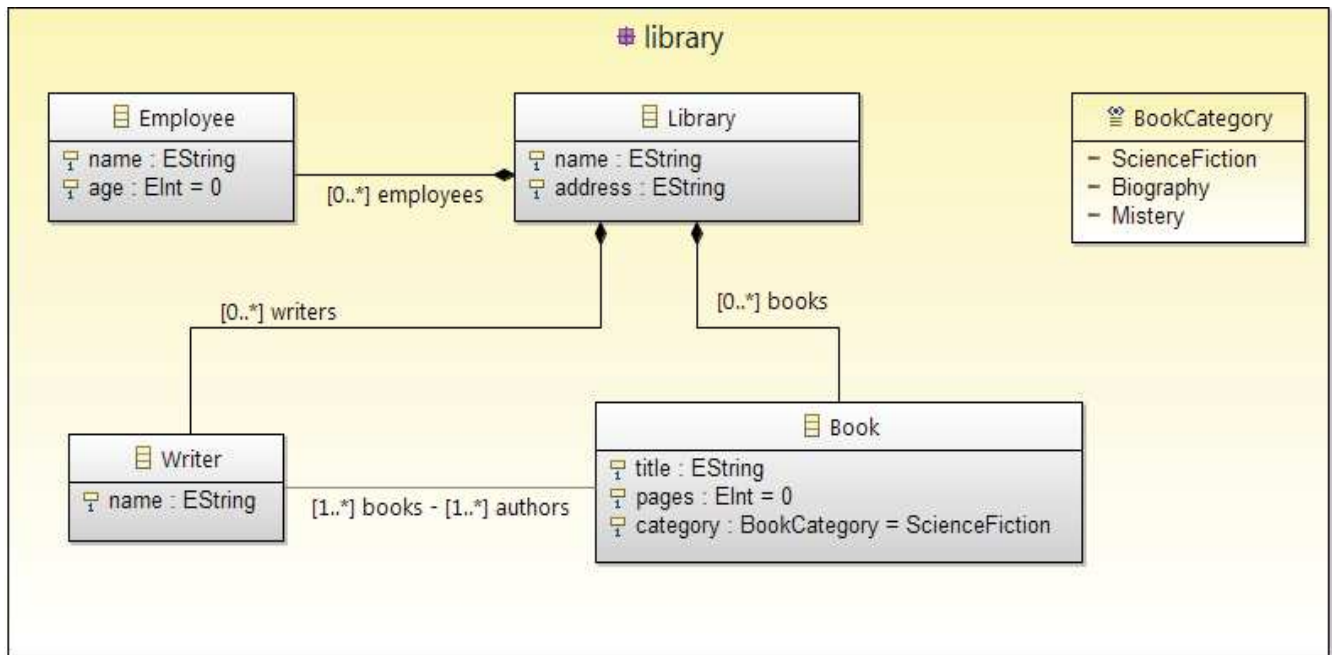 library
Employee
name : EString
age : EInt = 0
[0..*] employees
Library
name : EString
address : EString
BookCategory
ScienceFiction
Biography
Mistery
[0..*] writers
[0..*] books
Writer
name : EString
[1..*] books - [1..*] authors
Book
title : EString
pages : EInt = 0
category : BookCategory = ScienceFiction